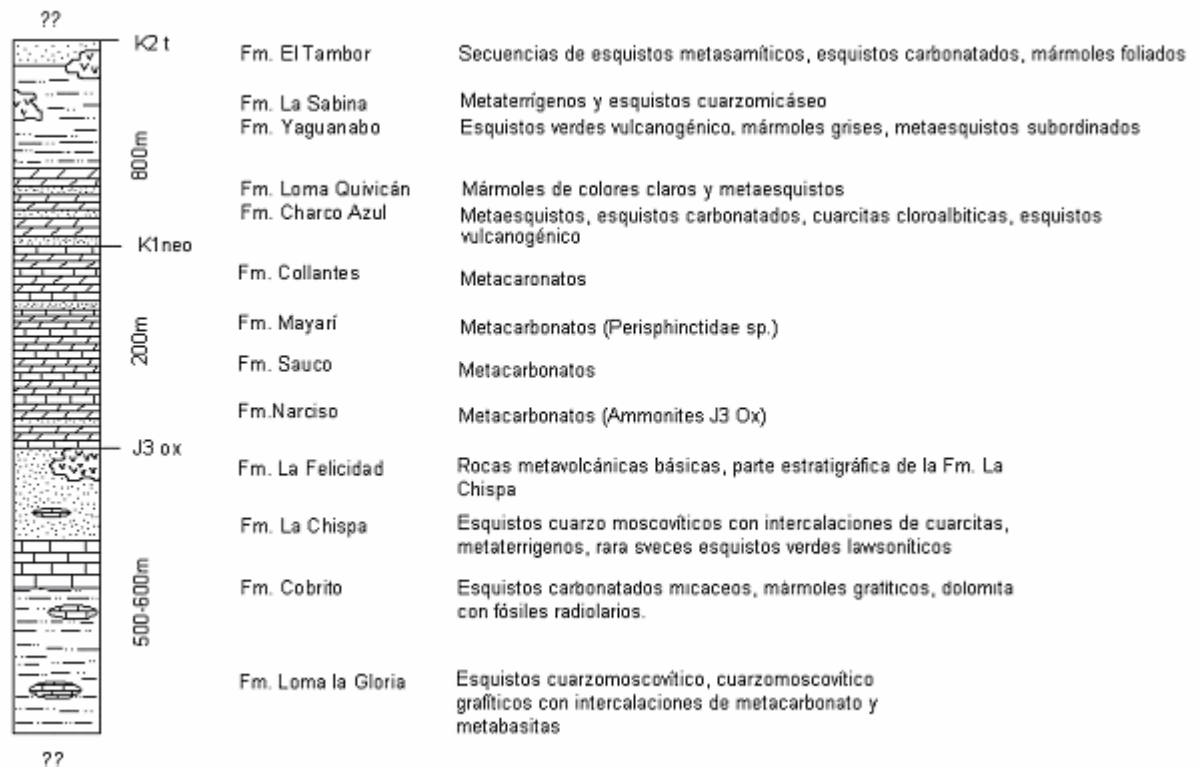 ??
K2 t
Fm. El Tambor Secuencias de esquistos metasamíticos, esquistos carbonatados, mármoles foliados
Fm. La Sabina Metaterrígenos y esquistos cuarzomicáseo
Fm. Yaguanabo Esquistos verdes vulcanogénico, mármoles grises, metaesquistos subordinados
800m
Fm. Loma Quivicán Mármoles de colores claros y metaesquistos
Fm. Charco Azul Metaesquistos, esquistos carbonatados, cuarcitas cloroalbiticas, esquistos
vulcanogénico
K1neo
Fm. Collantes Metacaronatos
Fm. Mayarí Metacarbonatos (Perisphinctidae sp.)
200m
Fm. Sauco Metacarbonatos
Fm.Narciso Metacarbonatos (Ammonites J3 Ox)
J3 ox
Fm. La Felicidad Rocas metavolcánicas básicas, parte estratigráfica de la Fm. La
Chispa
Fm. La Chispa Esquistos cuarzo moscovíticos con intercalaciones de cuarcitas,
metaterrigenos, rara sveces esquistos verdes lawsoníticos
500-600m
Fm. Cobrito Esquistos carbonatados micaceos, mármoles grafíticos, dolomita
con fósiles radiolarios.
Fm. Loma la Gloria Esquistos cuarzomoscovítico, cuarzomoscovítico
grafíticos con intercalaciones de metacarbonato y
metabasitas
??